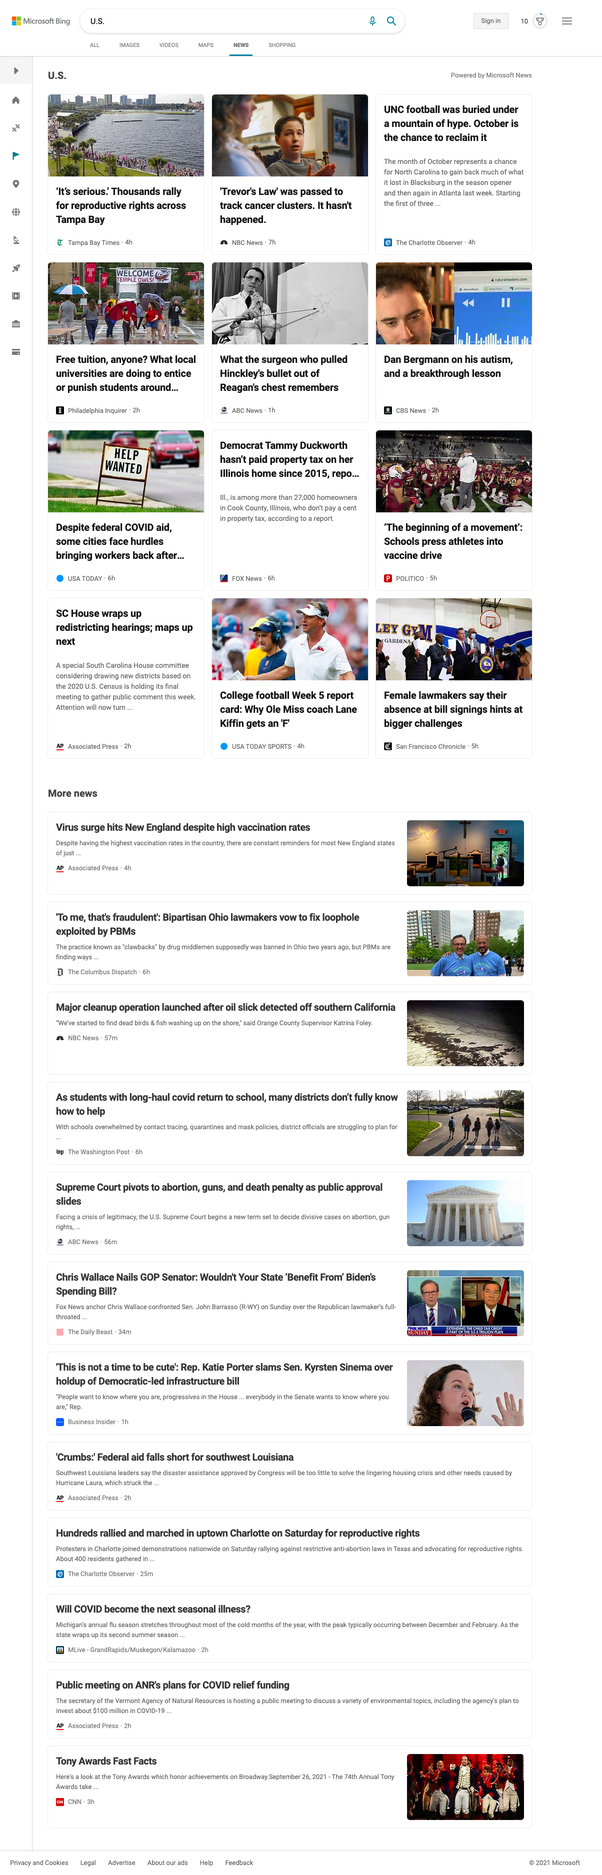 Microsoft Bing
U.S.
Sign in
10
ALL
IMAGES
VIDEOS
MAPS
NEWS
SHOPPING
U.S.
Powered by Microsoft News
'It's serious.' Thousands rally
for reproductive rights across
Tampa Bay
Tampa Bay Times · 4h
'Trevor's Law' was passed to
track cancer clusters. It hasn't
happened.
NBC News · 7h
UNC football was buried under
a mountain of hype. October is
the chance to reclaim it
The month of October represents a chance
for North Carolina to gain back much of what
it lost in Blacksburg in the season opener
and then again in Atlanta last week. Starting
the first of three ...
The Charlotte Observer · 4h
WELCOME
TEMPLE OWLS!
Free tuition, anyone? What local
universities are doing to entice
or punish students around...
Philadelphia Inquirer · 2h
What the surgeon who pulled
Hinckley's bullet out of
Reagan's chest remembers
ABC News · 1h
Dan Bergmann on his autism,
and a breakthrough lesson
CBS News · 2h
HELP
WANTED
Despite federal COVID aid,
some cities face hurdles
bringing workers back after...
USA TODAY · 6h
Democrat Tammy Duckworth
hasn't paid property tax on her
Illinois home since 2015, repo...
Ill., is among more than 27,000 homeowners
in Cook County, Illinois, who don't pay a cent
in property tax, according to a report.
FOX News · 6h
'The beginning of a movement':
Schools press athletes into
vaccine drive
POLITICO · 5h
SC House wraps up
redistricting hearings; maps up
next
A special South Carolina House committee
considering drawing new districts based on
the 2020 U.S. Census is holding its final
meeting to gather public comment this week.
Attention will now turn ...
AP Associated Press · 2h
College football Week 5 report
card: Why Ole Miss coach Lane
Kiffin gets an 'F'
USA TODAY SPORTS · 4h
LEY GYM
GARDENA
Female lawmakers say their
absence at bill signings hints at
bigger challenges
San Francisco Chronicle · 5h
More news
Virus surge hits New England despite high vaccination rates
Despite having the highest vaccination rates in the country, there are constant reminders for most New England states
of just ...
AP Associated Press · 4h
'To me, that's fraudulent': Bipartisan Ohio lawmakers vow to fix loophole
exploited by PBMs
The practice known as "clawbacks" by drug middlemen supposedly was banned in Ohio two years ago, but PBMs are
finding ways ...
The Columbus Dispatch · 6h
Major cleanup operation launched after oil slick detected off southern California
"We've started to find dead birds & fish washing up on the shore," said Orange County Supervisor Katrina Foley.
NBC News · 57m
As students with long-haul covid return to school, many districts don't fully know
how to help
With schools overwhelmed by contact tracing, quarantines and mask policies, district officials are struggling to plan for
...
wp The Washington Post · 6h
Supreme Court pivots to abortion, guns, and death penalty as public approval
slides
Facing a crisis of legitimacy, the U.S. Supreme Court begins a new term set to decide divisive cases on abortion, gun
rights, ...
ABC News · 56m
Chris Wallace Nails GOP Senator: Wouldn't Your State 'Benefit From' Biden's
Spending Bill?
Fox News anchor Chris Wallace confronted Sen. John Barrasso (R-WY) on Sunday over the Republican lawmaker's full-
throated ...
The Daily Beast · 34m
SUNDAY
'This is not a time to be cute': Rep. Katie Porter slams Sen. Kyrsten Sinema over
holdup of Democratic-led infrastructure bill
"People want to know where you are, progressives in the House ... everybody in the Senate wants to know where you
are," Rep.
Business Insider · 1h
'Crumbs:' Federal aid falls short for southwest Louisiana
Southwest Louisiana leaders say the disaster assistance approved by Congress will be too little to solve the lingering housing crisis and other needs caused by
Hurricane Laura, which struck the ...
AP Associated Press · 2h
Hundreds rallied and marched in uptown Charlotte on Saturday for reproductive rights
Protesters in Charlotte joined demonstrations nationwide on Saturday rallying against restrictive anti-abortion laws in Texas and advocating for reproductive rights.
About 400 residents gathered in ...
The Charlotte Observer · 25m
Will COVID become the next seasonal illness?
Michigan's annual flu season stretches throughout most of the cold months of the year, with the peak typically occurring between December and February. As the
state wraps up its second summer season ...
MLive - GrandRapids/Muskegon/Kalamazoo · 2h
Public meeting on ANR's plans for COVID relief funding
The secretary of the Vermont Agency of Natural Resources is hosting a public meeting to discuss a variety of environmental topics, including the agency's plan to
invest about $100 million in COVID-19 ...
AP Associated Press · 2h
Tony Awards Fast Facts
Here's a look at the Tony Awards which honor achievements on Broadway.September 26, 2021 - The 74th Annual Tony
Awards take ...
CNN CNN · 3h
Privacy and Cookies
Legal
Advertise
About our ads
Help
Feedback
© 2021 Microsoft